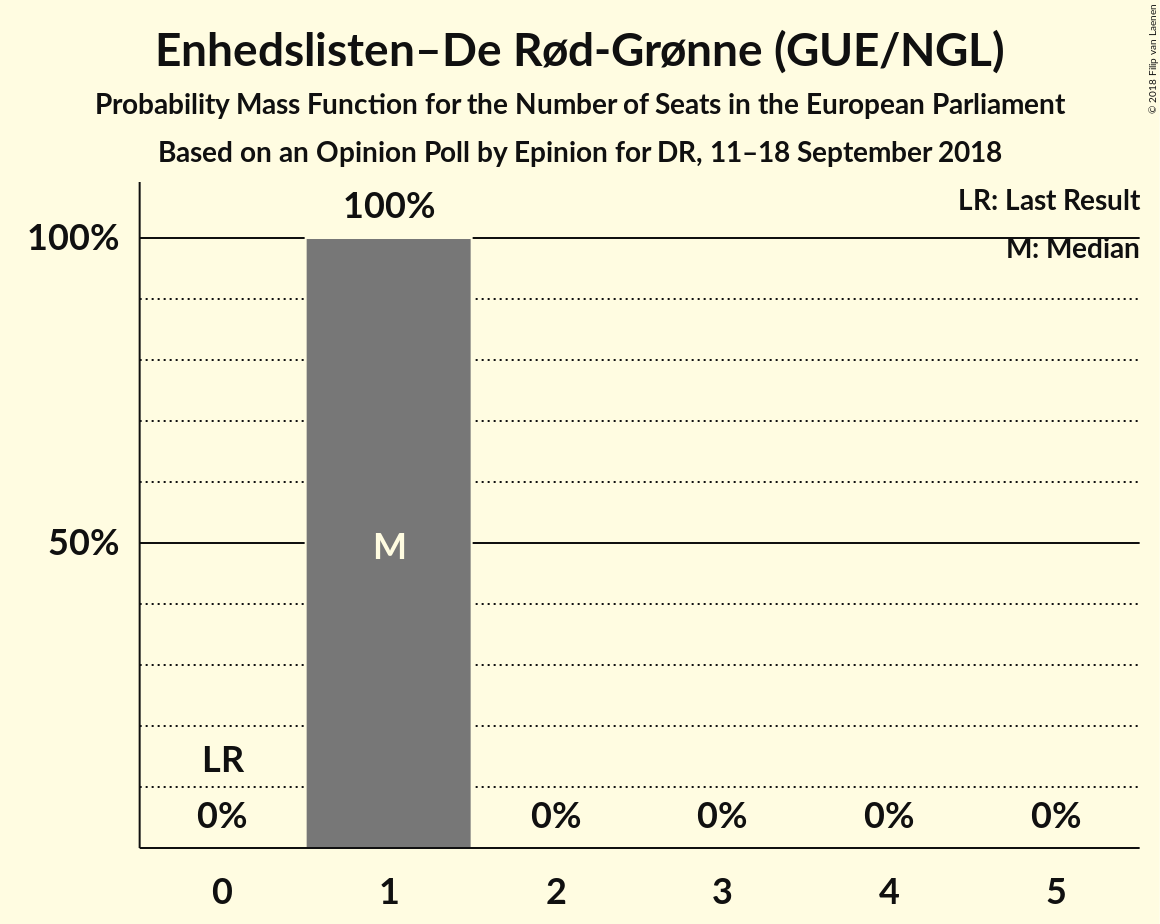 Enhedslisten–De Rød-Grønne (GUE/NGL)
Probability Mass Function for the Number of Seats in the European Parliament
Based on an Opinion Poll by Epinion for DR, 11–18 September 2018
© 2018 Filip van Laenen
LR: Last Result
M: Median
100%
100%
50%
M
LR
0%
0%
0%
0%
0%
0
1
2
3
4
5